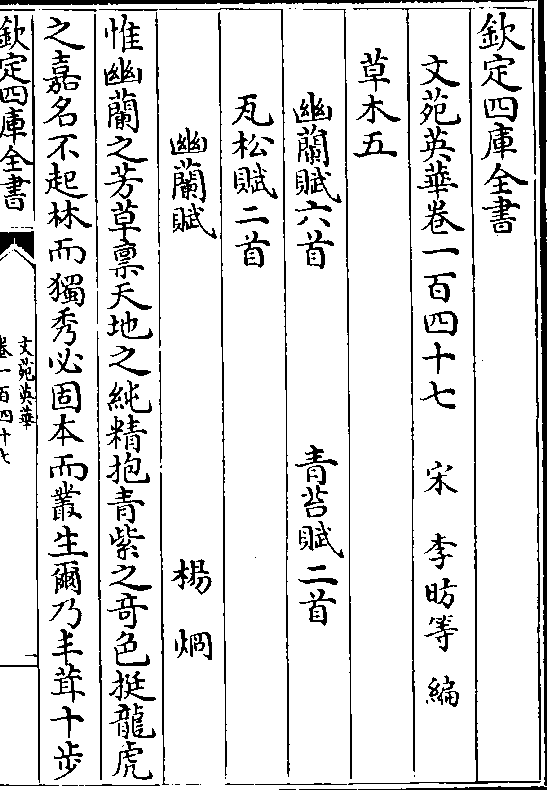 欽定四庫全書
文苑英華卷一百四十七 宋 李昉等 編
草木五
幽蘭賦六首 青苔賦二首
瓦松賦二首
幽蘭賦 楊炯
惟幽蘭之芳草禀天地之純精抱青紫之竒色挺龍虎
之嘉名不起林而獨秀必固本而叢生爾乃丰茸十步
欽定四庫全書
文苑英華
卷一百四十七
一